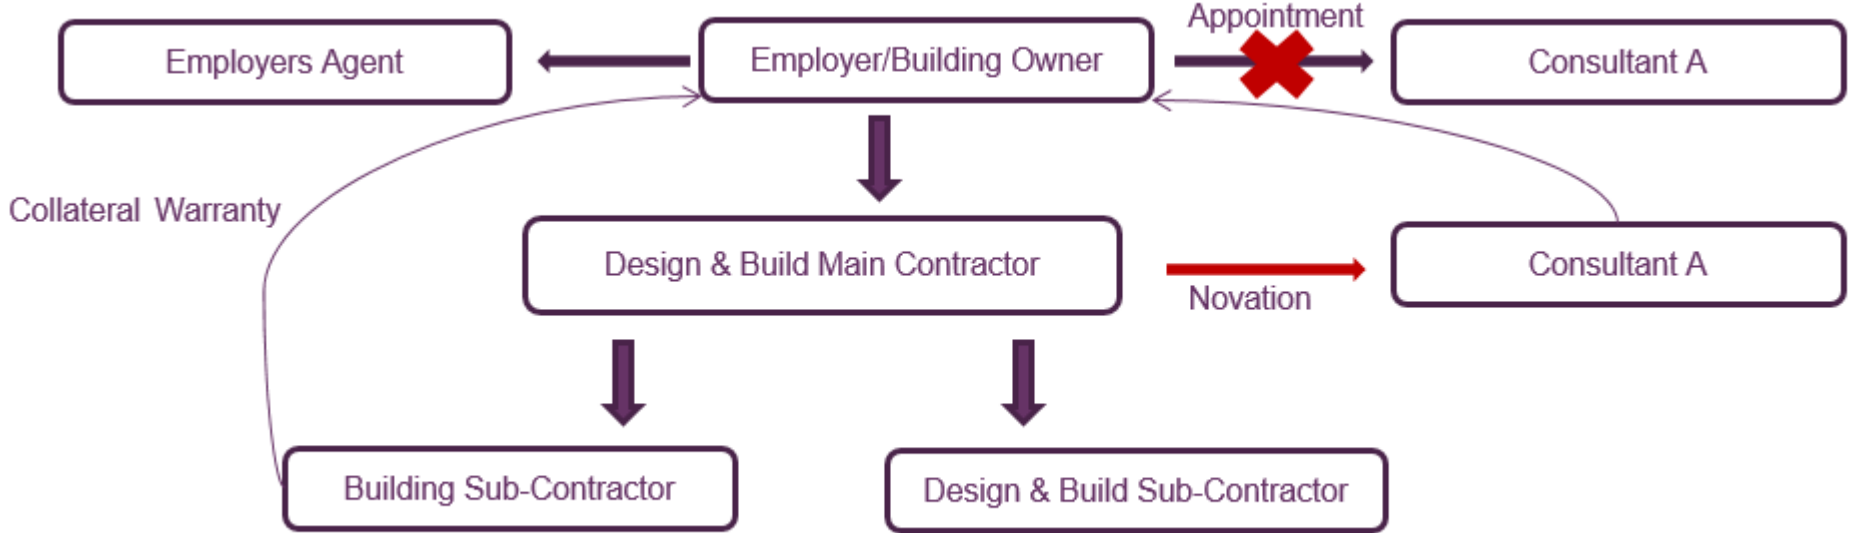 Appointment
Employers Agent
Employer/Building Owner
Consultant A
Collateral Warranty
Design & Build Main Contractor
Consultant A
Novation
Building Sub-Contractor
Design & Build Sub-Contractor